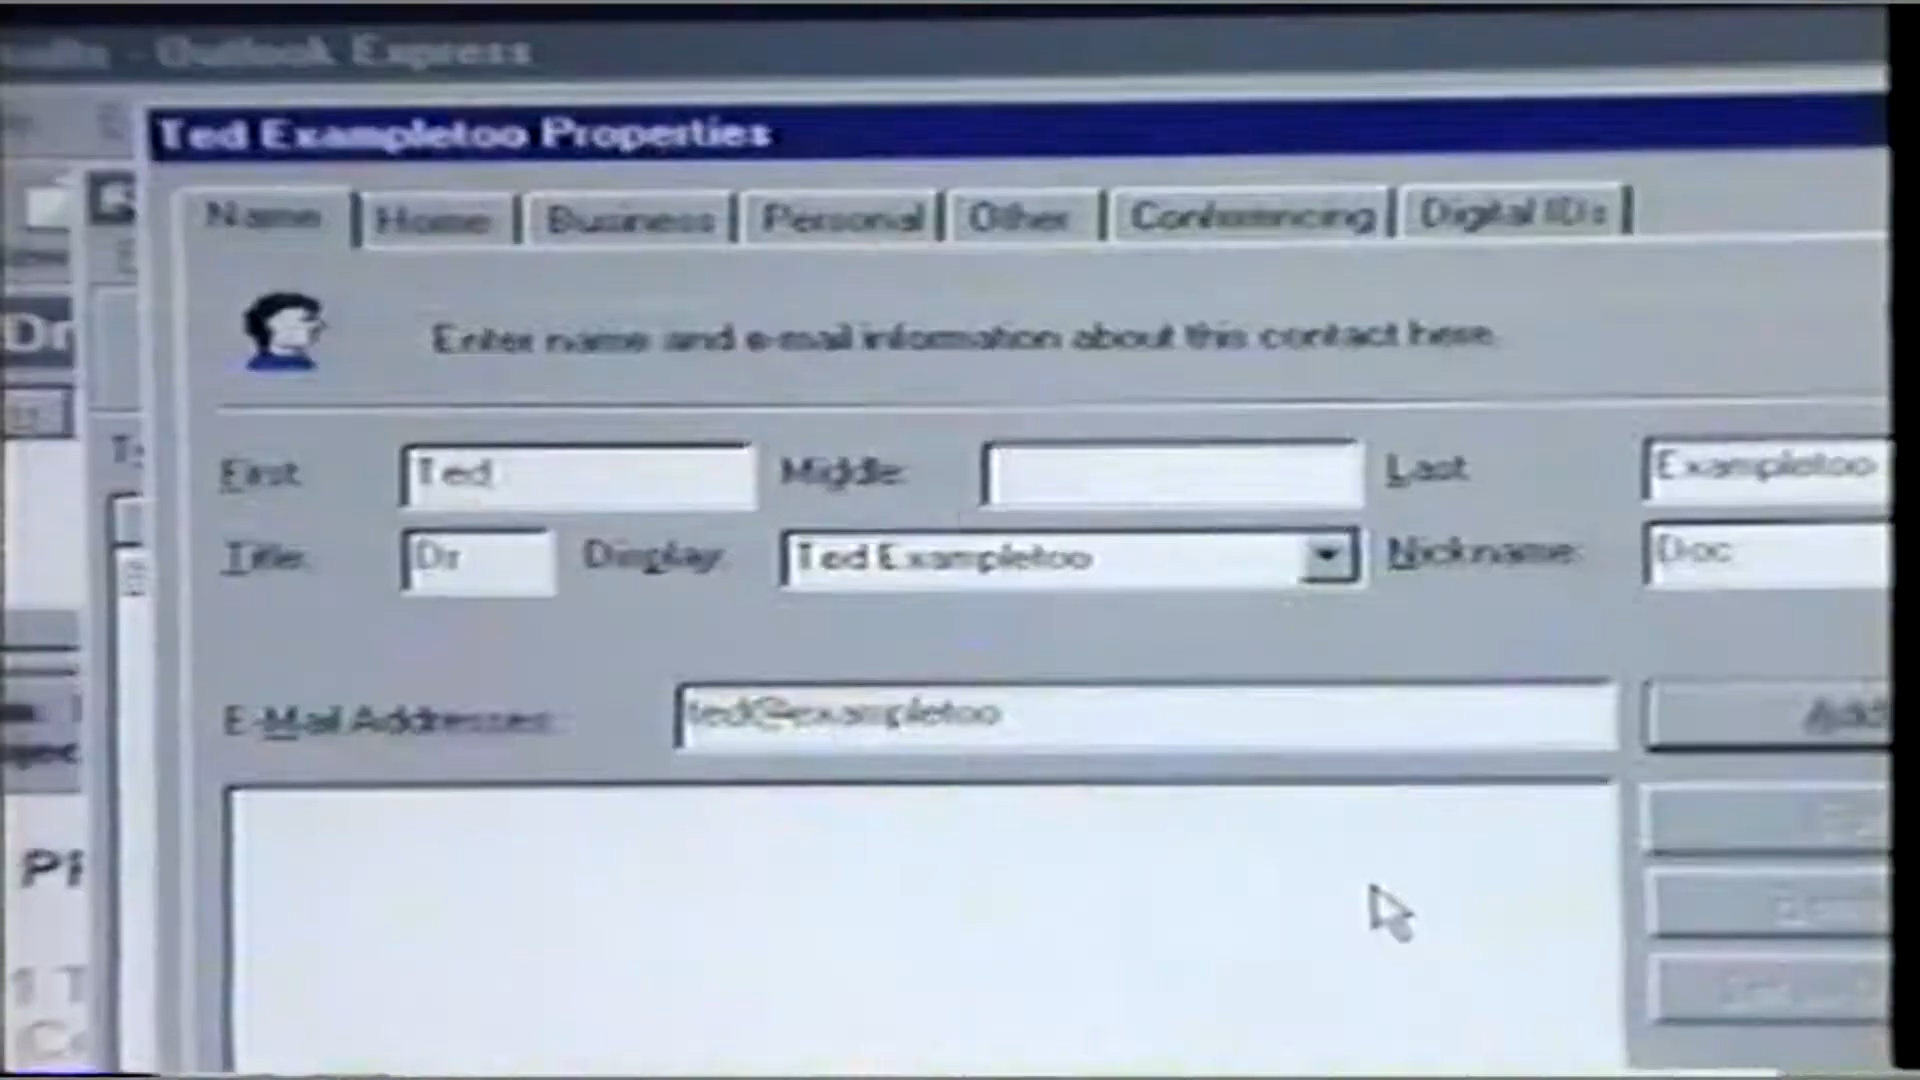 - Outlook Express
Ted Exampletoo Properties
Name Home Business Personal Other Conferencing Digital IDs
Dr
Enter name and e-mail information about this contact here.
First: Ted Middle: Last: Exampletoo
Title: Dr Display: Ted Exampletoo Nickname: Doc
E-Mail Addresses: ted@exampletoo Add